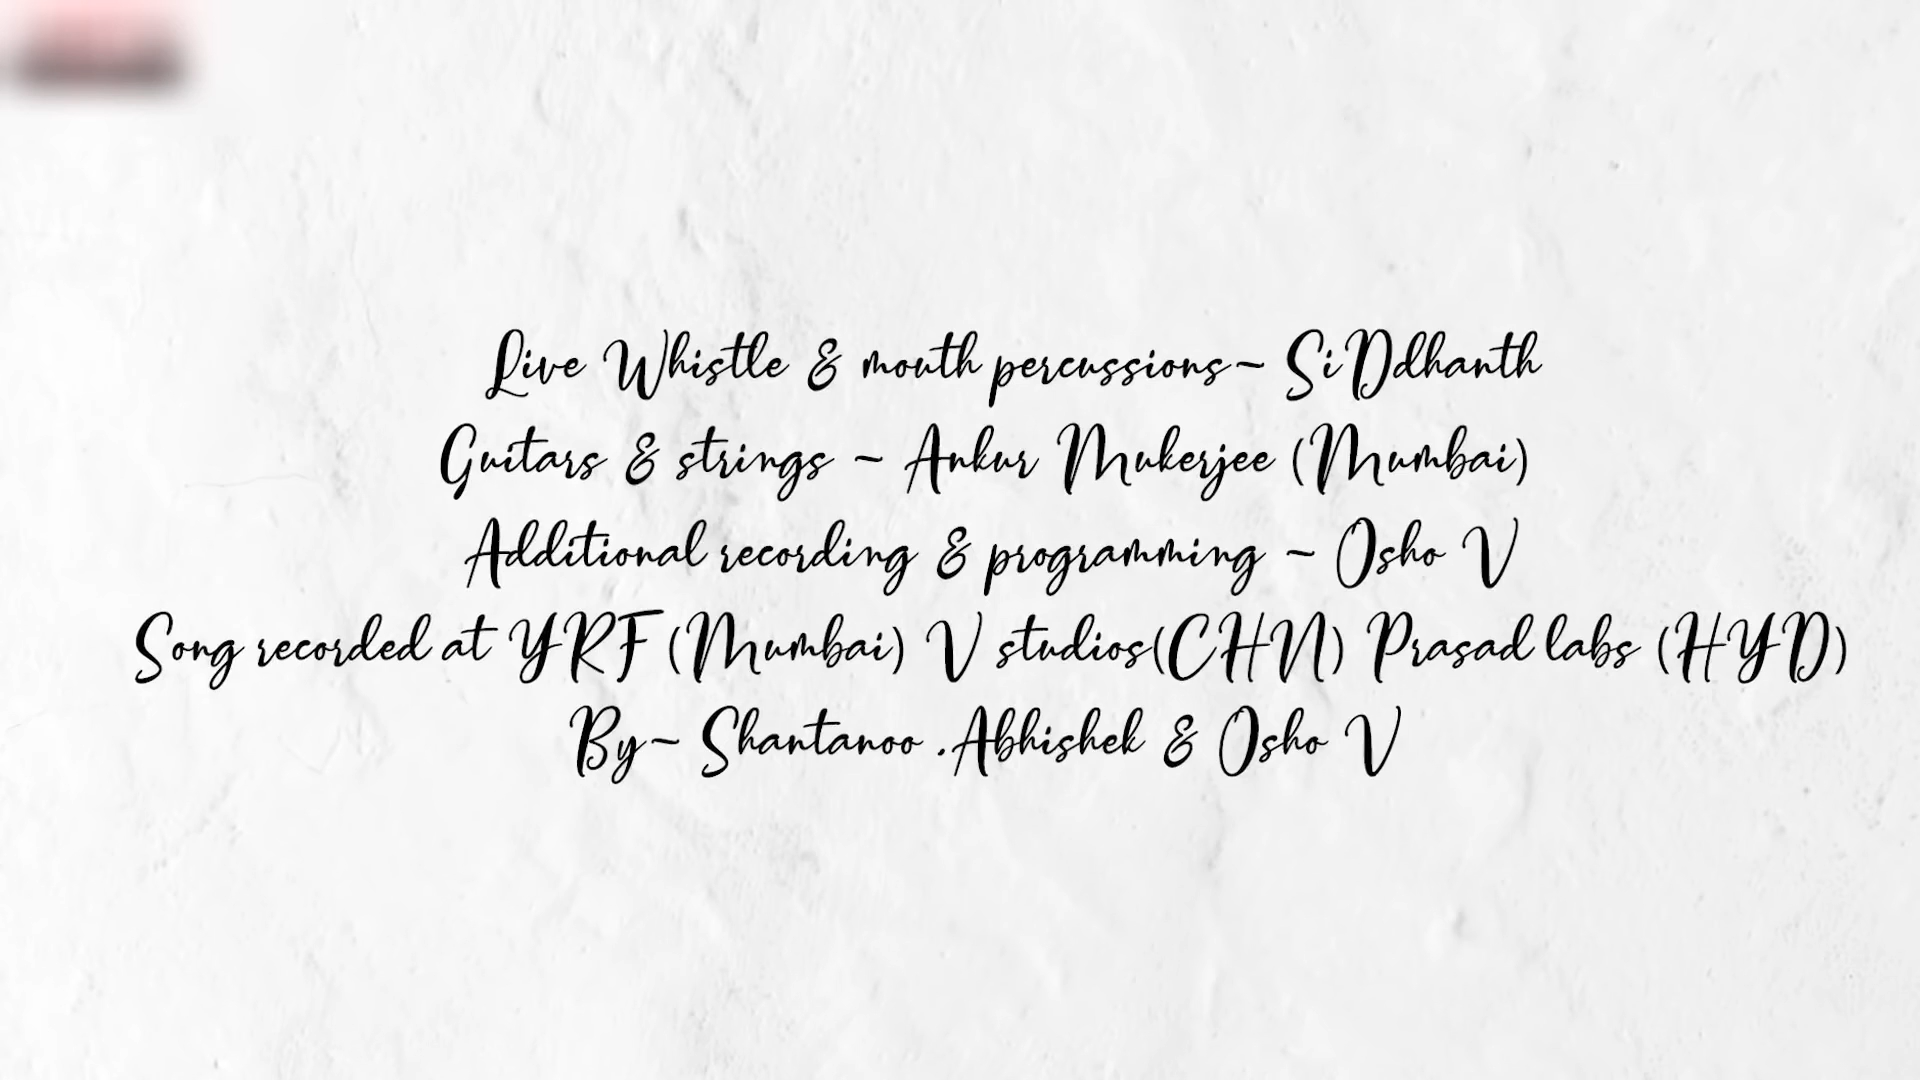 Live Whistle & mouth percussions~ SiDdhanth
Guitars & strings ~ Ankur Mukerjee (Mumbai)
Additional recording & programming ~ Osho V
Song recorded at YRF (Mumbai) V studios(CHN) Prasad labs (HYD)
By~ Shantanoo .Abhishek & Osho V